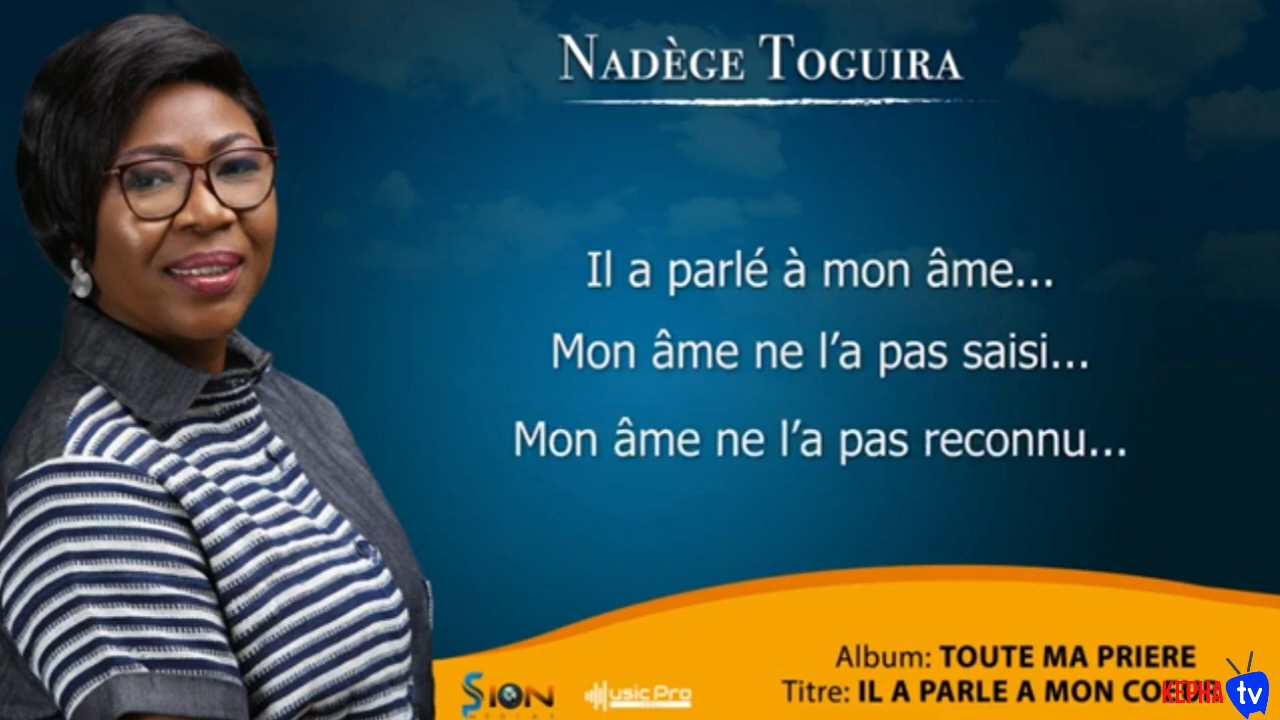 NADÈGE TOGUIRA
Il a parlé à mon âme...
Mon âme ne l'a pas saisi...
Mon âme ne l'a pas reconnu...
Album: TOUTE MA PRIERE
Titre: IL A PARLE A MON
KEPHA tv
SION
Music Pro